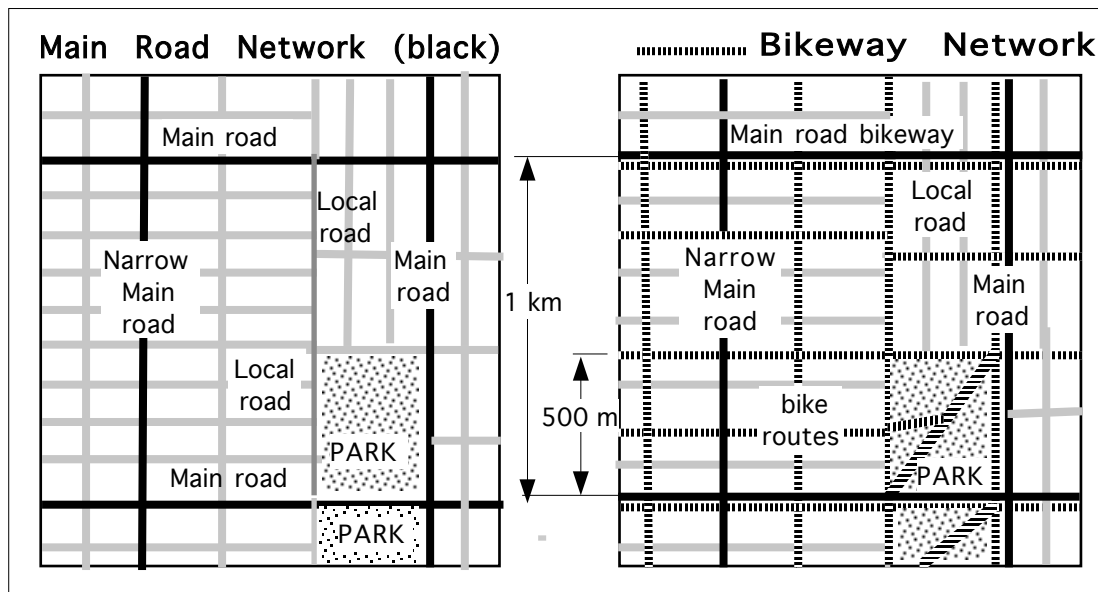 Main Road Network (black)
Main road
Local
road
Narrow
Main
road
Main
road
Local
road
PARK
Main road
PARK
1 km
500 m
Bikeway Network
Main road bikeway
Local
road
Narrow
Main
road
Main
road
bike
routes
PARK